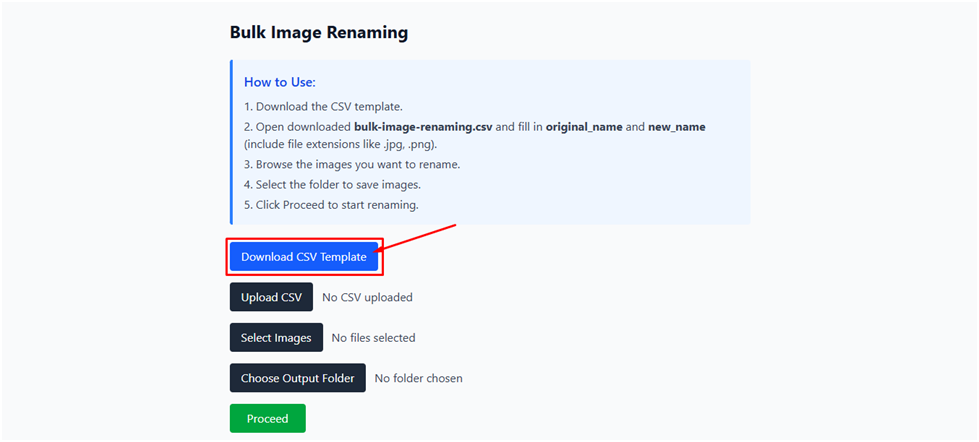 Bulk Image Renaming
How to Use:
1. Download the CSV template.
2. Open downloaded bulk-image-renaming.csv and fill in original_name and new_name
(include file extensions like .jpg, .png).
3. Browse the images you want to rename.
4. Select the folder to save images.
5. Click Proceed to start renaming.
Download CSV Template
Upload CSV No CSV uploaded
Select Images No files selected
Choose Output Folder No folder chosen
Proceed